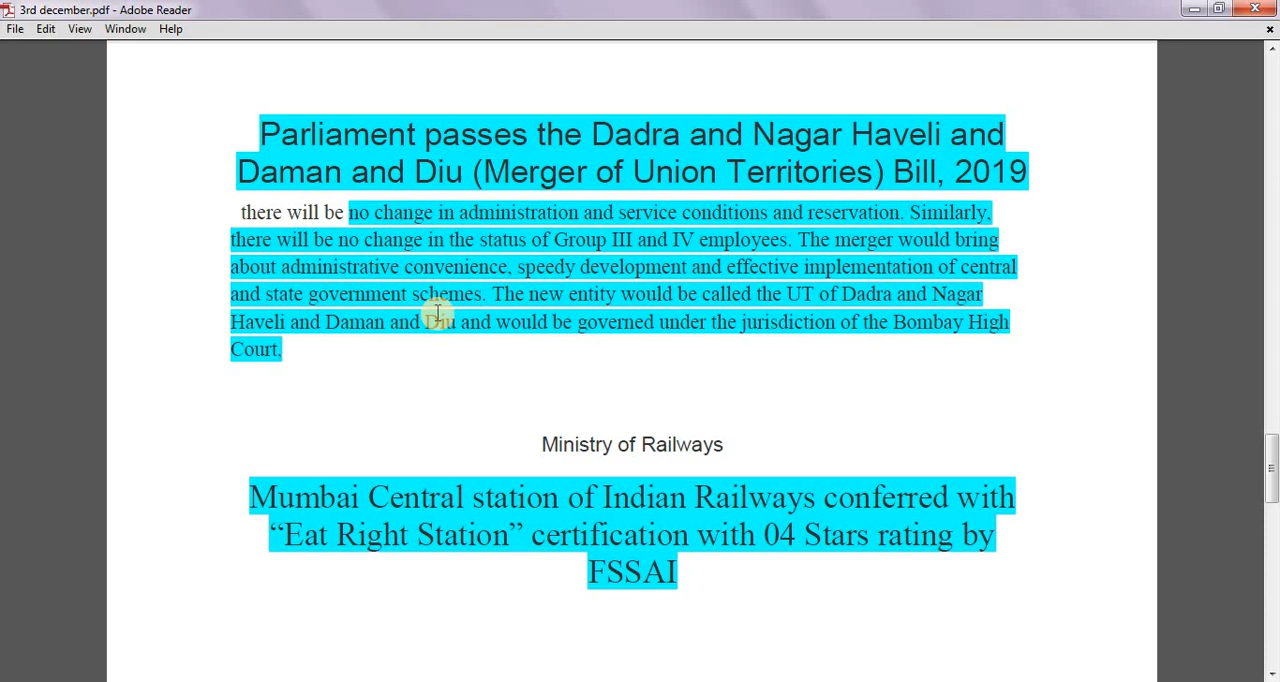 3rd december.pdf - Adobe Reader
File Edit View Window Help
Parliament passes the Dadra and Nagar Haveli and
Daman and Diu (Merger of Union Territories) Bill, 2019
there will be no change in administration and service conditions and reservation. Similarly,
there will be no change in the status of Group III and IV employees. The merger would bring
about administrative convenience, speedy development and effective implementation of central
and state government schemes. The new entity would be called the UT of Dadra and Nagar
Haveli and Daman and Diu and would be governed under the jurisdiction of the Bombay High
Court,
Ministry of Railways
Mumbai Central station of Indian Railways conferred with
“Eat Right Station” certification with 04 Stars rating by
FSSAI